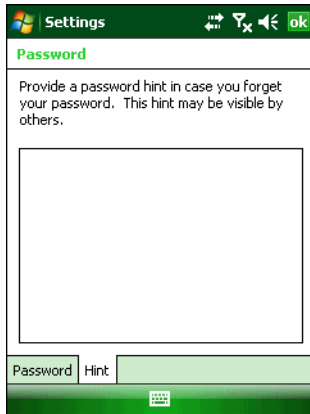 Settings
ok
Password
Provide a password hint in case you forget
your password. This hint may be visible by
others.
Password Hint